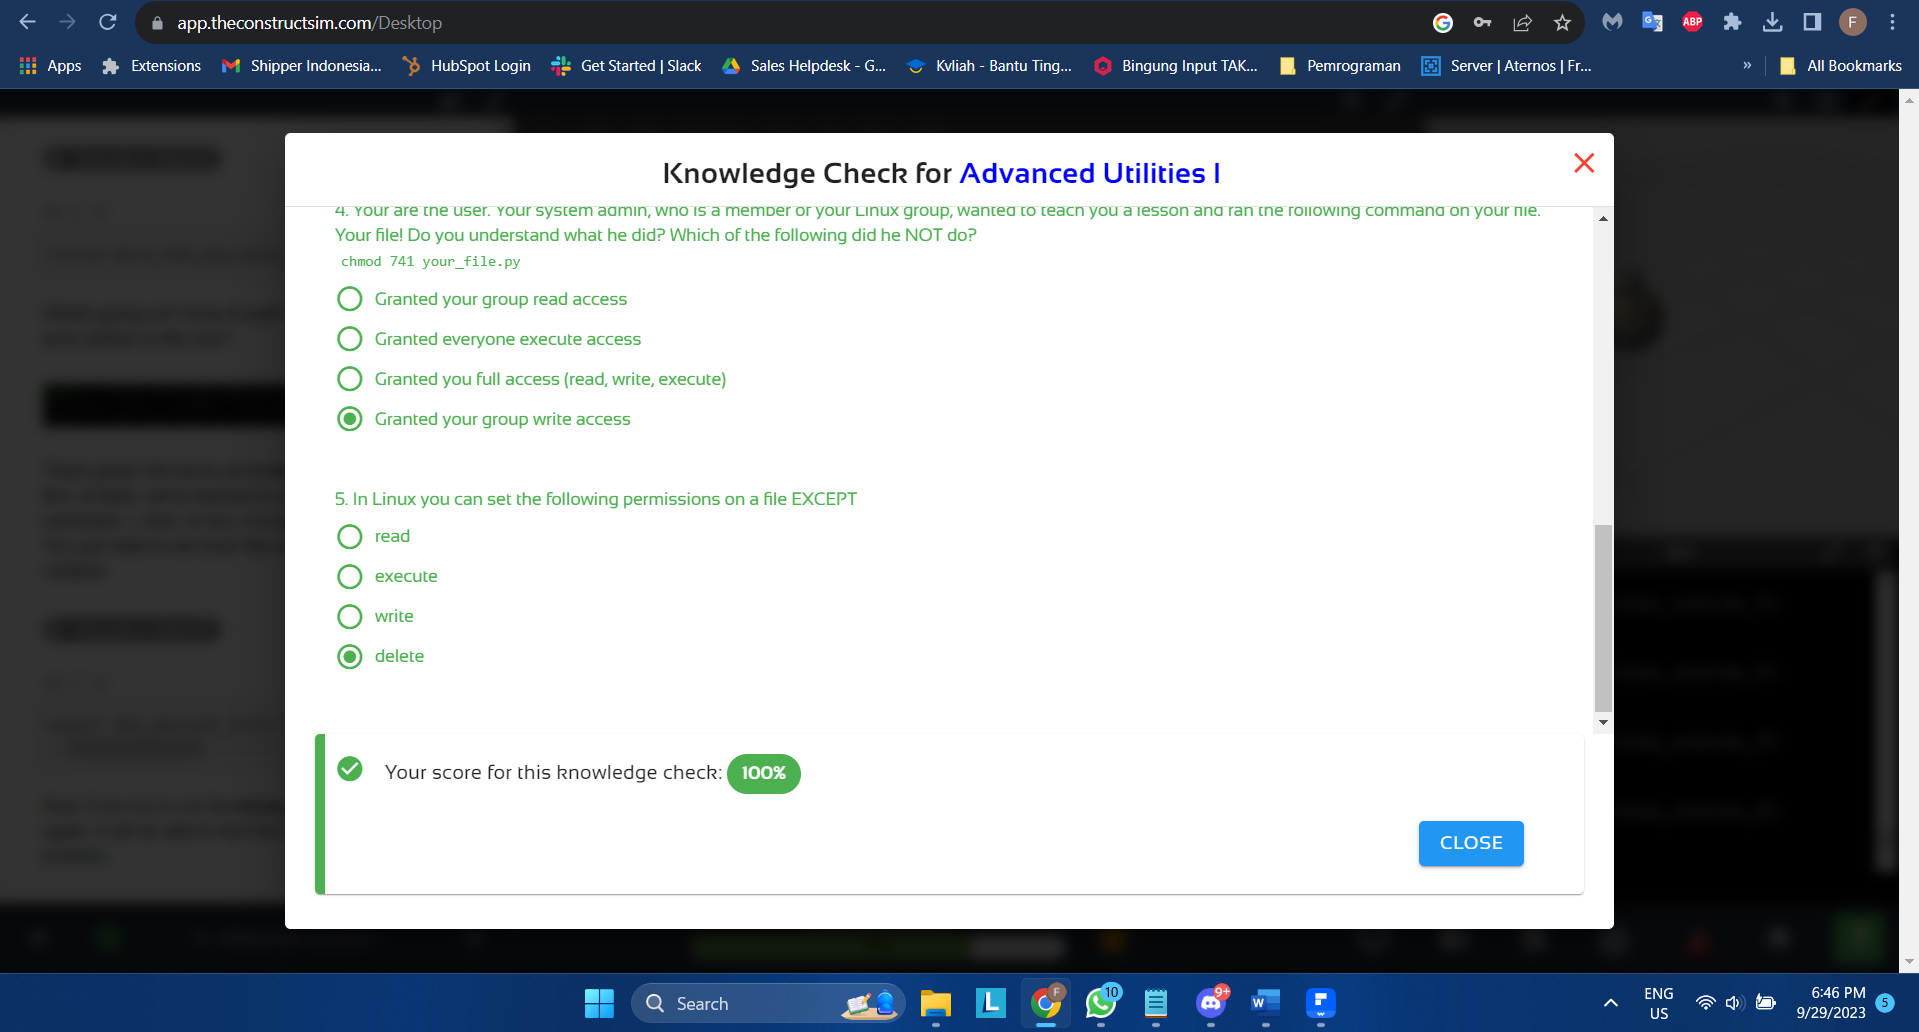 app.theconstructsim.com/Desktop
G
ABP
F
Apps
Extensions
Shipper Indonesia...
HubSpot Login
Get Started | Slack
Sales Helpdesk - G...
Kvliah - Bantu Ting...
Bingung Input TAK...
Pemrograman
Server | Aternos | Fr...
»
All Bookmarks
Knowledge Check for Advanced Utilities I
4. Your are the user. Your system admin, who is a member of your Linux group, wanted to teach you a lesson and ran the following command on your file.
Your file! Do you understand what he did? Which of the following did he NOT do?
chmod 741 your_file.py
Granted your group read access
Granted everyone execute access
Granted you full access (read, write, execute)
Granted your group write access
5. In Linux you can set the following permissions on a file EXCEPT
read
execute
write
delete
Your score for this knowledge check: 100%
CLOSE
Search
L
F
10
9+
W
ENG
US
6:46 PM
9/29/2023
5